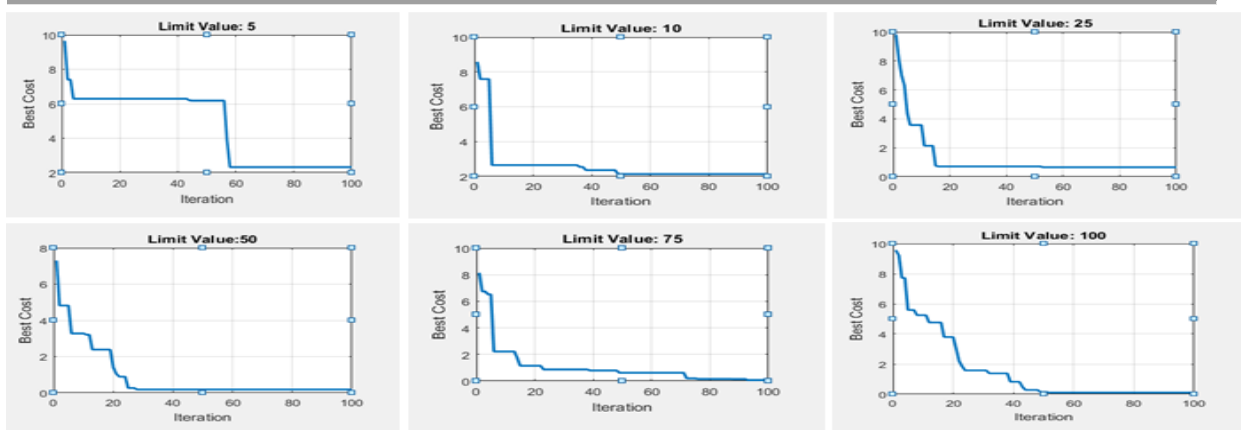 Limit Value: 5
10
8
6
4
2
Best Cost
0 20 40 60 80 100
Iteration
Limit Value: 10
10
8
6
4
2
Best Cost
0 20 40 60 80 100
Iteration
Limit Value: 25
10
8
6
4
2
0
Best Cost
0 20 40 60 80 100
Iteration
Limit Value:50
8
6
4
2
0
Best Cost
0 20 40 60 80 100
Iteration
Limit Value: 75
10
8
6
4
2
0
Best Cost
0 20 40 60 80 100
Iteration
Limit Value: 100
10
8
6
4
2
0
Best Cost
0 20 40 60 80 100
Iteration